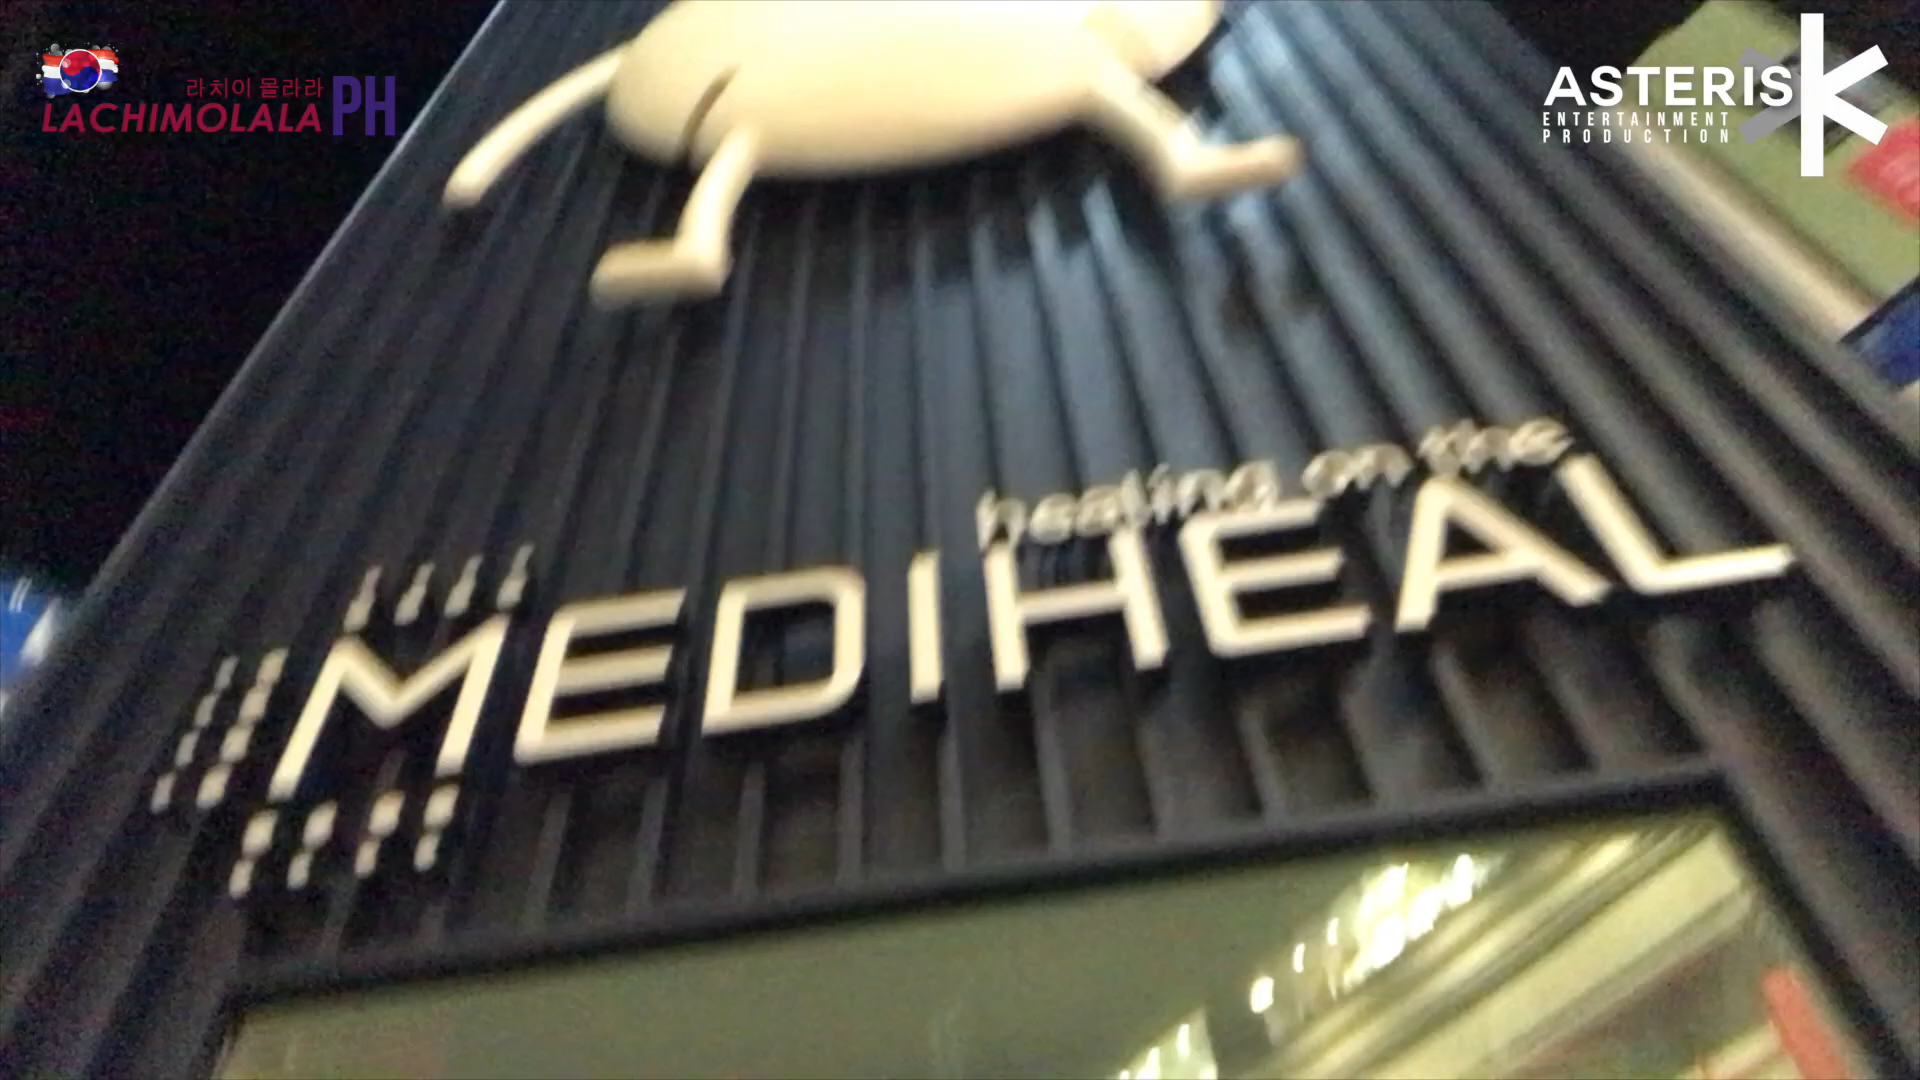 라치이 몰라라
LACHIMOLALA PH
ASTERISK
ENTERTAINMENT
PRODUCTION
healing on the
MEDIHEAL